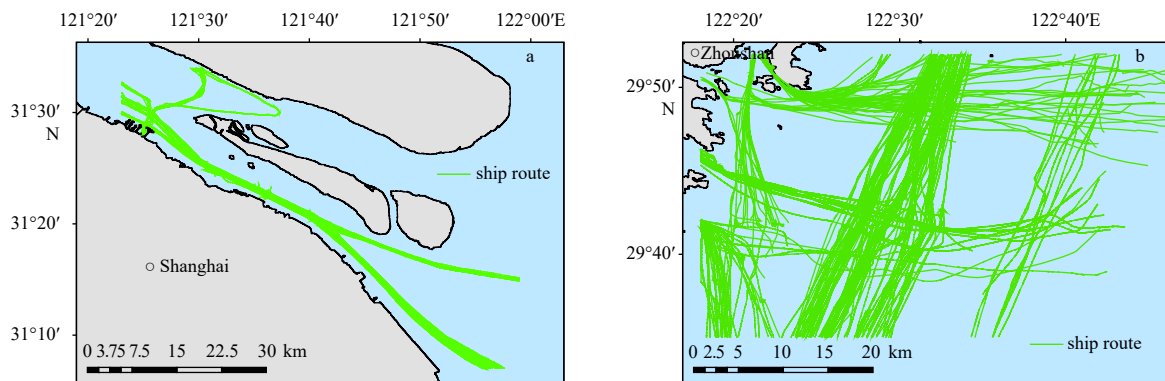 121°20′ 121°30′ 121°40′ 121°50′ 122°00′ E
a
31°30′
N
ship route
31°20′
Shanghai
31°10′
0 3.75 7.5 15 22.5 30 km
122°20′ 122°30′ 122°40′ E
Zhoushan
b
29°50′
N
29°40′
ship route
0 2.5 5 10 15 20 km